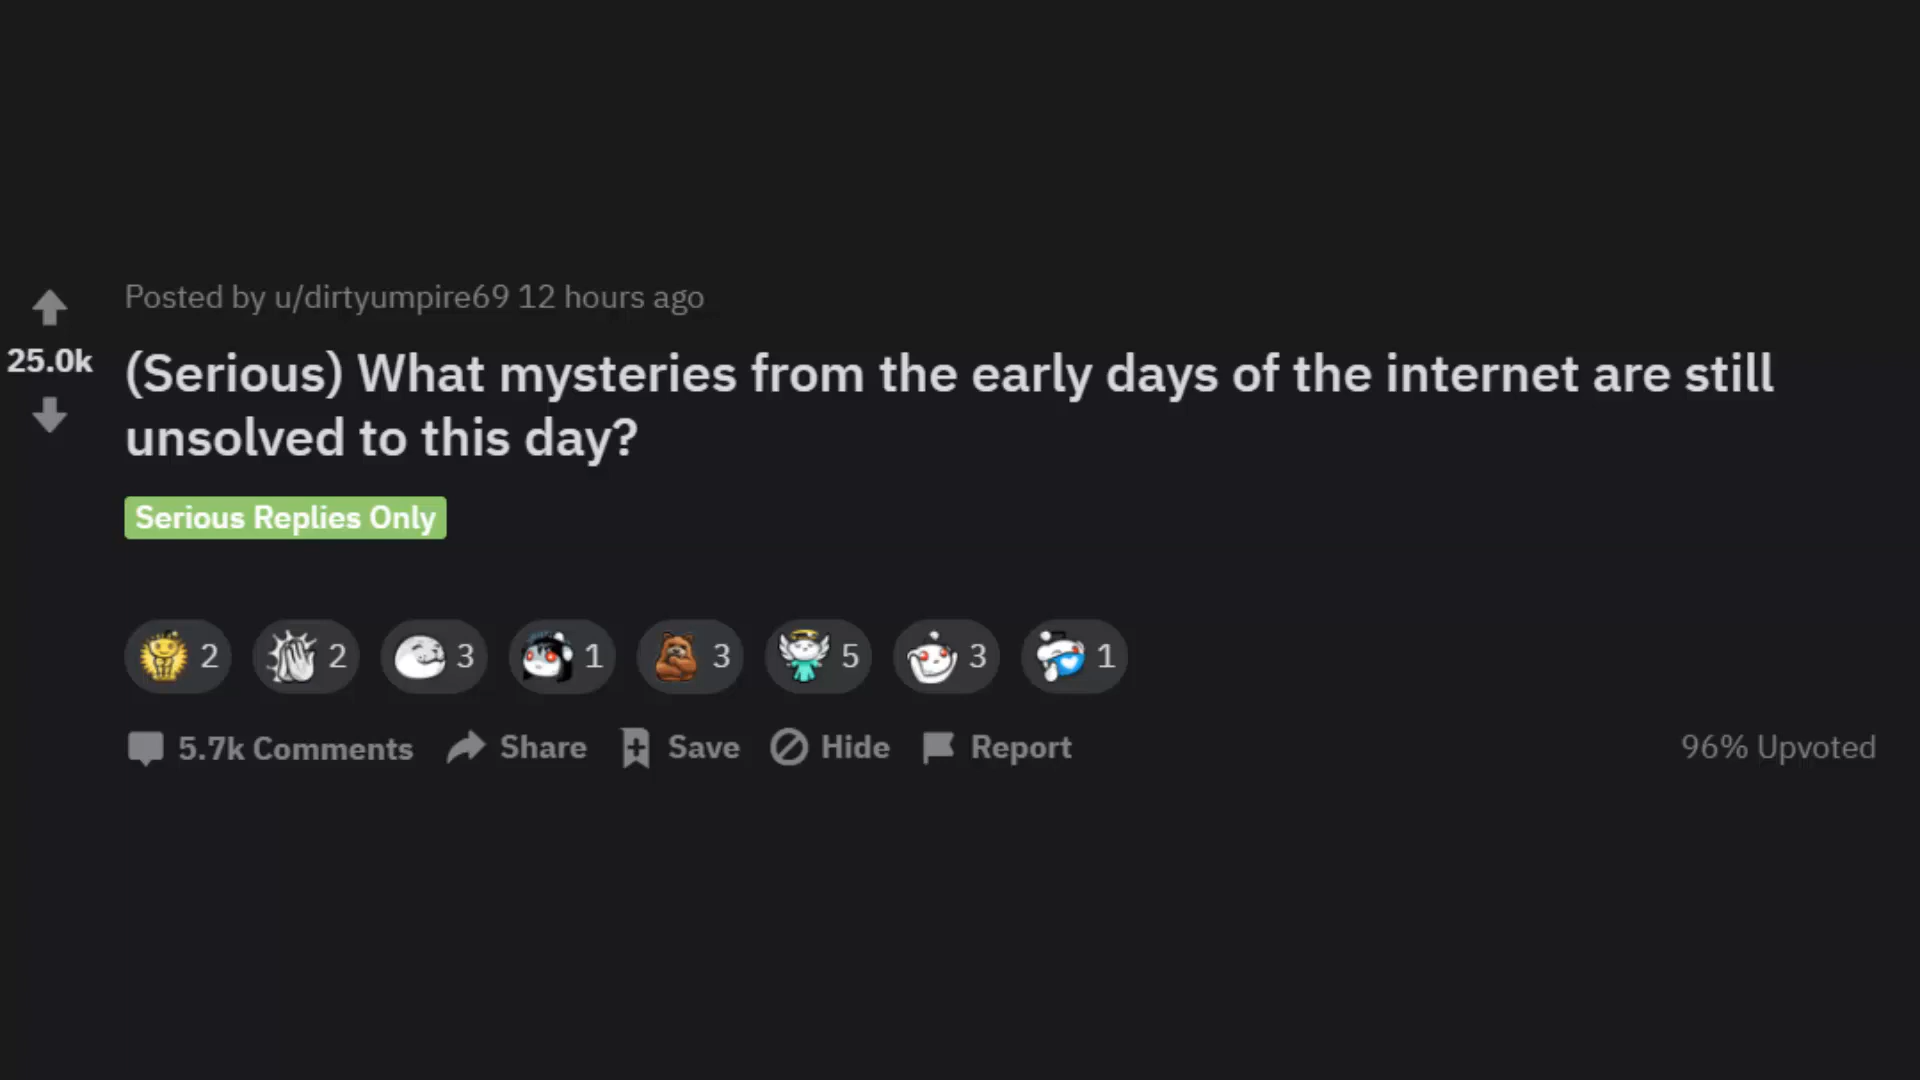 Posted by u/dirtyumpire69 12 hours ago
25.0k
(Serious) What mysteries from the early days of the internet are still
unsolved to this day?
Serious Replies Only
2 2 3 1 3 5 3 1
5.7k Comments Share Save Hide Report 96% Upvoted